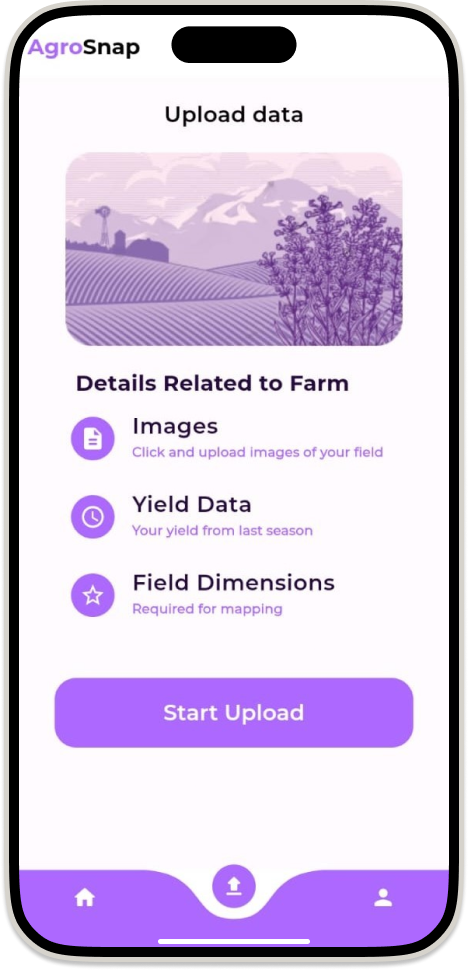 AgroSnap
Upload data
Details Related to Farm
Images
Click and upload images of your field
Yield Data
Your yield from last season
Field Dimensions
Required for mapping
Start Upload